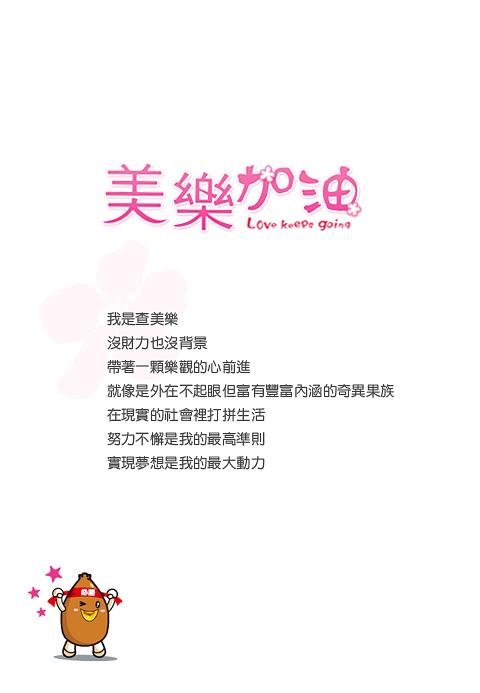 美樂加油
Love keeps going
我是查美樂
沒財力也沒背景
帶著一顆樂觀的心前進
就像是外在不起眼但富有豐富內涵的奇異果族
在現實的社會裡打拼生活
努力不懈是我的最高準則
實現夢想是我的最大動力
必勝